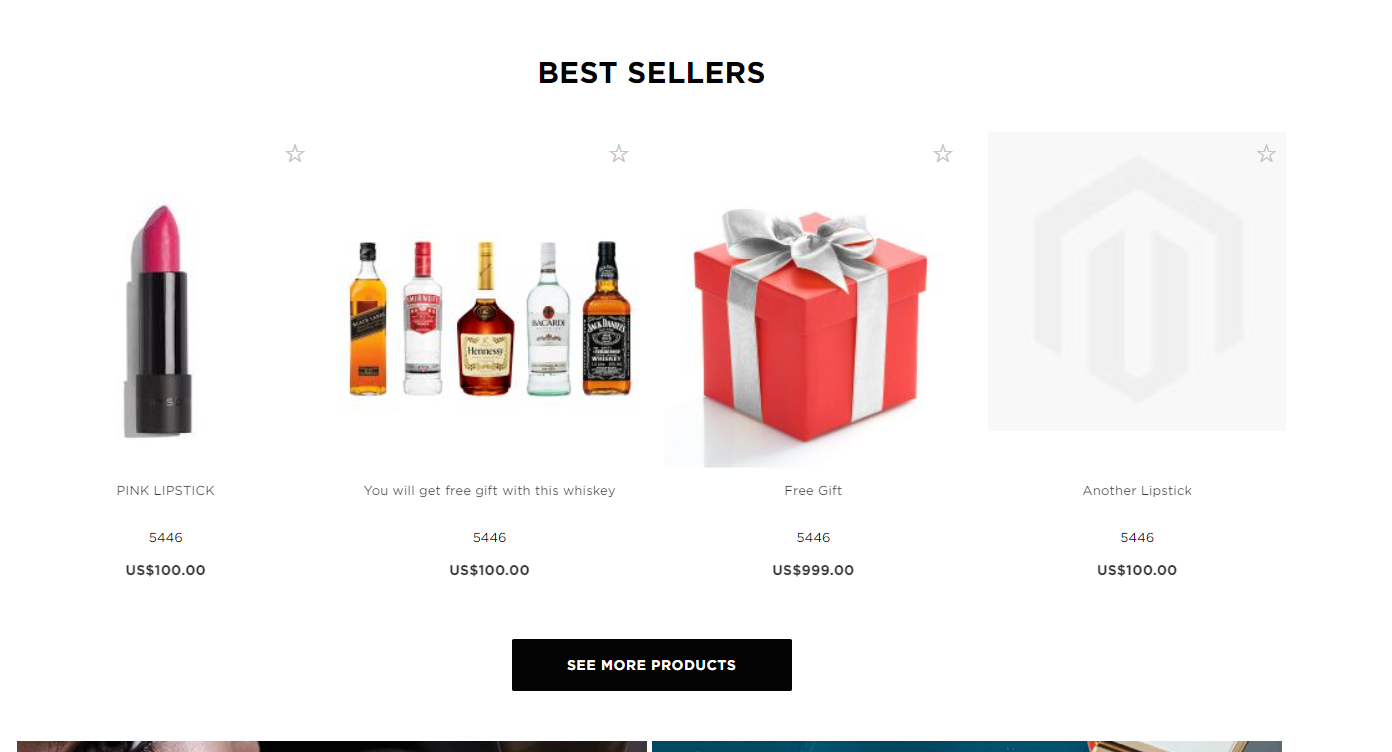 BEST SELLERS
BLACK LABEL
SMIRNOFF
Hennessy
BACARDI
JACK DANIEL'S
TENNESSEE
WHISKEY
PINK LIPSTICK
You will get free gift with this whiskey
Free Gift
Another Lipstick
5446
5446
5446
5446
US$100.00
US$100.00
US$999.00
US$100.00
SEE MORE PRODUCTS